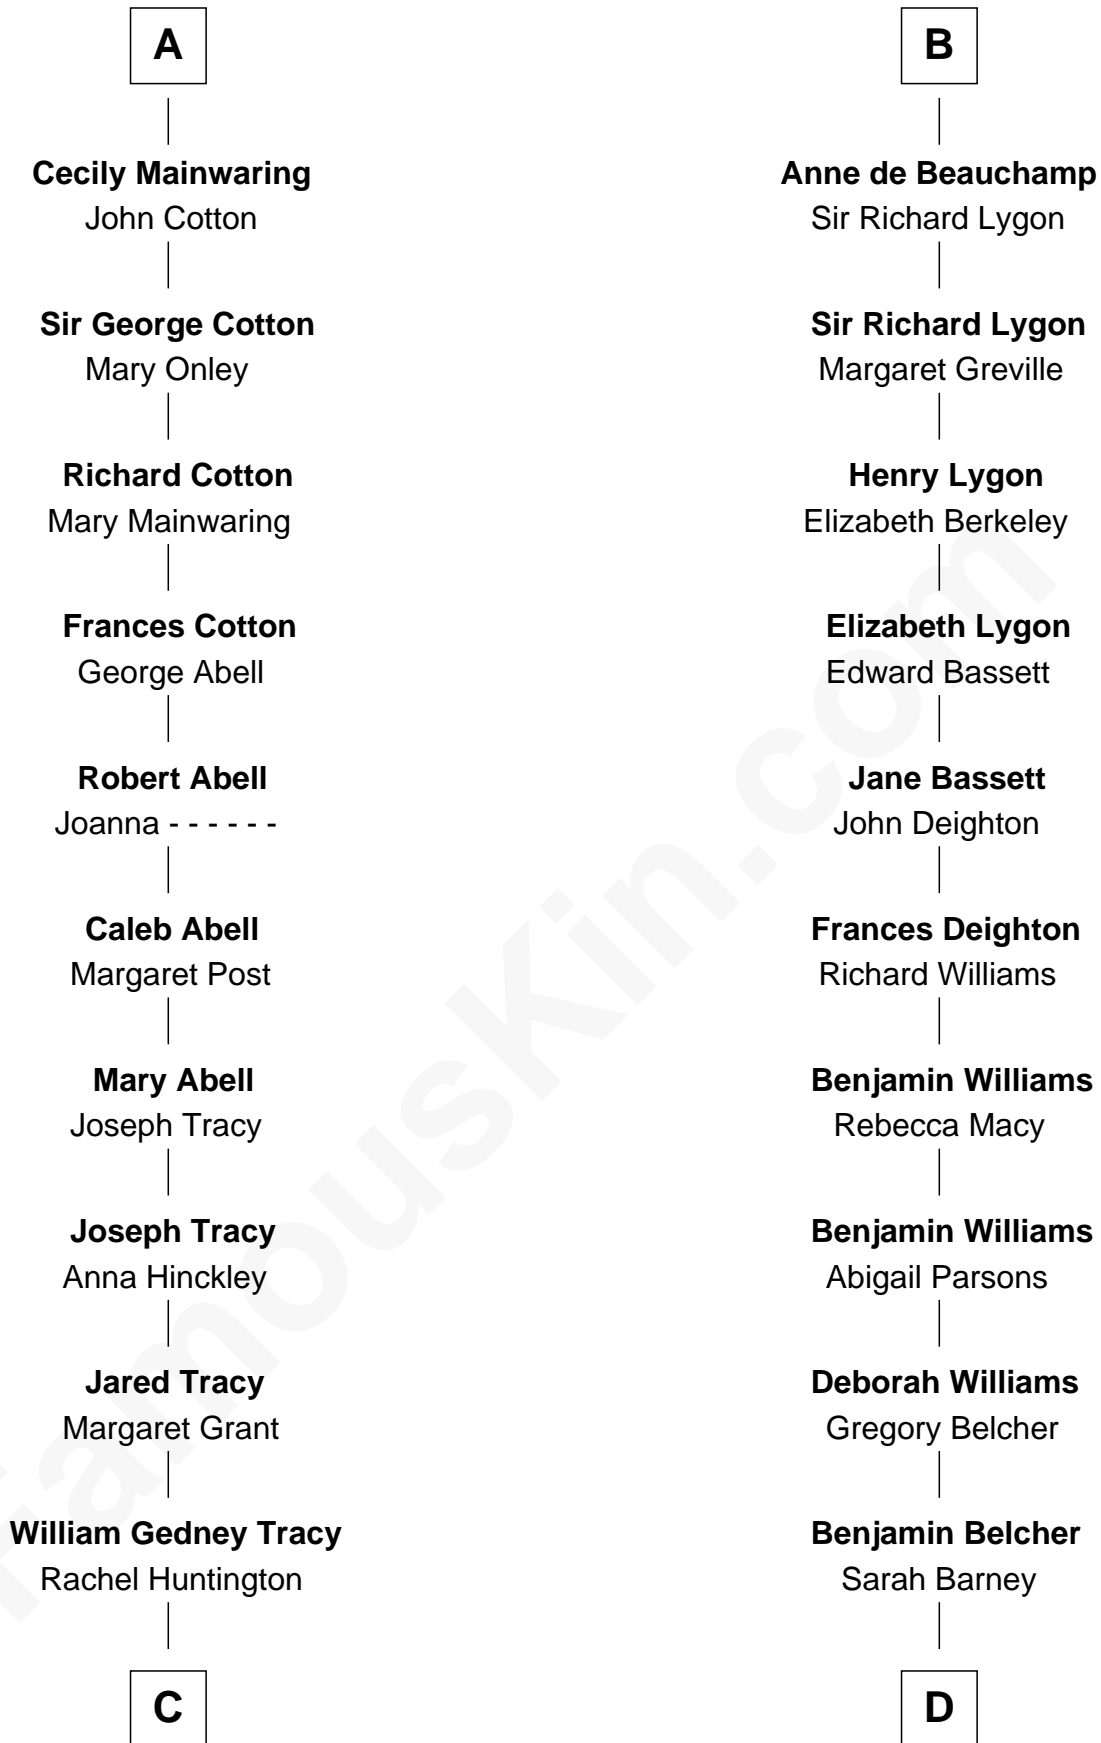 A
Cecily Mainwaring
John Cotton
Sir George Cotton
Mary Onley
Richard Cotton
Mary Mainwaring
Frances Cotton
George Abell
Robert Abell
Joanna - - - - - -
Caleb Abell
Margaret Post
Mary Abell
Joseph Tracy
Joseph Tracy
Anna Hinckley
Jared Tracy
Margaret Grant
William Gedney Tracy
Rachel Huntington
C
B
Anne de Beauchamp
Sir Richard Lygon
Sir Richard Lygon
Margaret Greville
Henry Lygon
Elizabeth Berkeley
Elizabeth Lygon
Edward Bassett
Jane Bassett
John Deighton
Frances Deighton
Richard Williams
Benjamin Williams
Rebecca Macy
Benjamin Williams
Abigail Parsons
Deborah Williams
Gregory Belcher
Benjamin Belcher
Sarah Barney
D
FamousKin.com